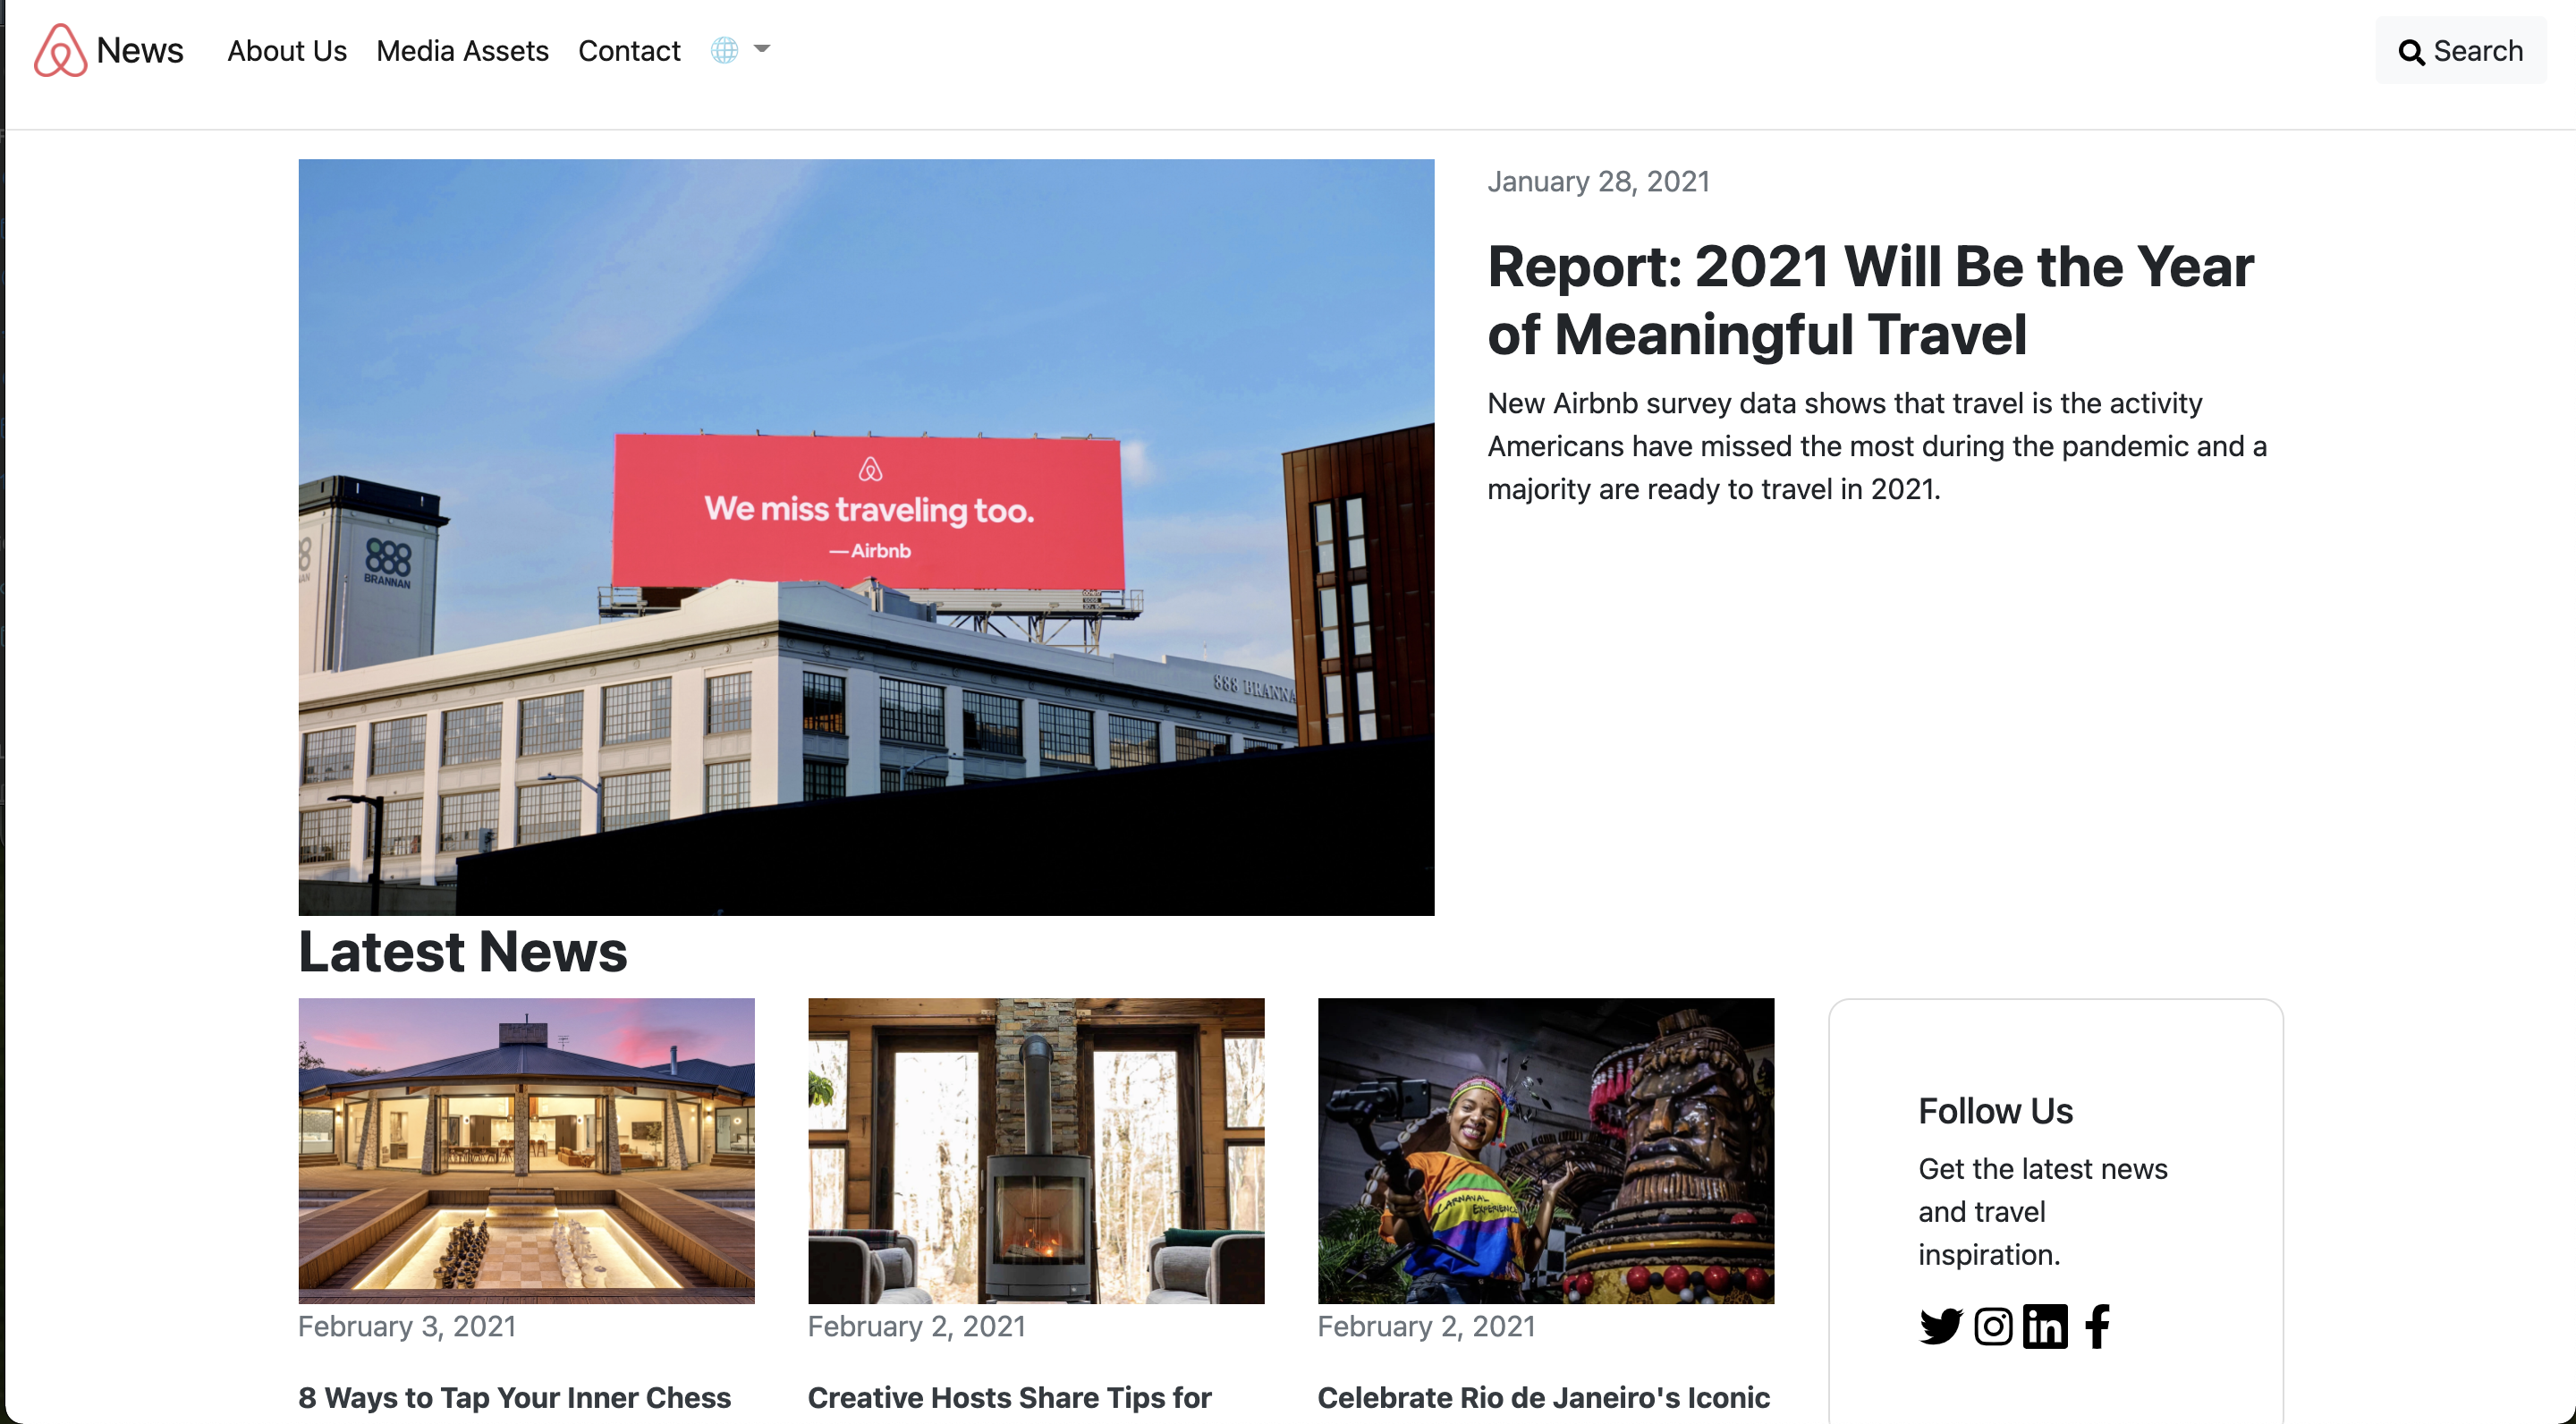 News
About Us
Media Assets
Contact
Search
We miss traveling too.
— Airbnb
888
BRANNAN
888 BRANNA
January 28, 2021
Report: 2021 Will Be the Year
of Meaningful Travel
New Airbnb survey data shows that travel is the activity
Americans have missed the most during the pandemic and a
majority are ready to travel in 2021.
Latest News
February 3, 2021
8 Ways to Tap Your Inner Chess
February 2, 2021
Creative Hosts Share Tips for
CARNAVAL
EXPERIENCE
February 2, 2021
Celebrate Rio de Janeiro's Iconic
Follow Us
Get the latest news
and travel
inspiration.